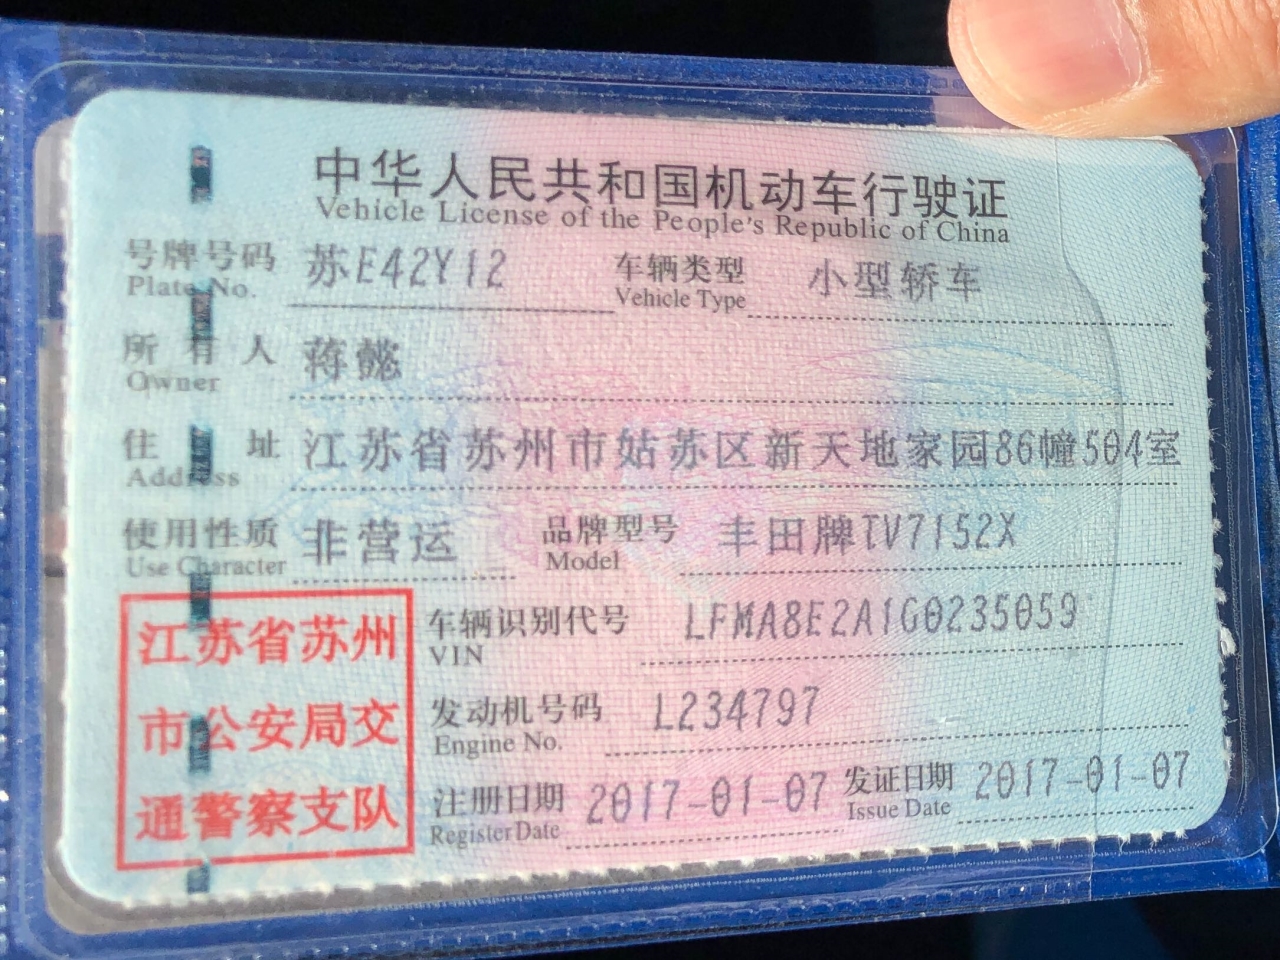 中华人民共和国机动车行驶证
Vehicle License of the People's Republic of China
号牌号码 苏E42Y12 车辆类型 小型轿车
Plate No. Vehicle Type
所有人 蒋懿
Owner
住址 江苏省苏州市姑苏区新天地家园86幢504室
Address
使用性质 非营运 品牌型号 丰田牌TV7152X
Use Character Model
江苏省苏州
市公安局交
通警察支队
车辆识别代号 LFMA8E2A1G0235059
VIN
发动机号码 L234797
Engine No.
注册日期 2017-01-07 发证日期 2017-01-07
Register Date Issue Date